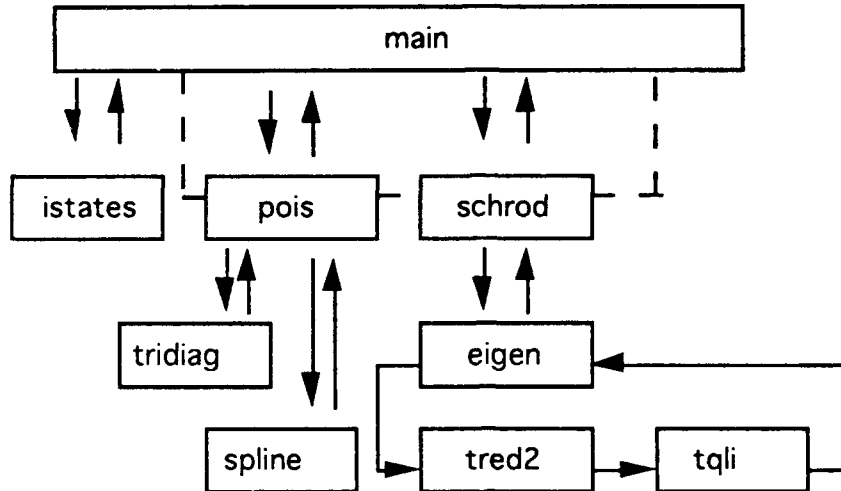 main
istates
pois
schrod
tridiag
eigen
spline
tred2
tqli